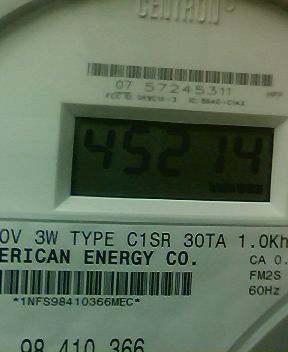 CENTRON®
07 57245311
45214
0V 3W TYPE C1SR 30TA 1.0Kh
ERICAN ENERGY CO.
CA 0.
FM2S
60Hz
*1NFS98410366MEC*
98 410 366